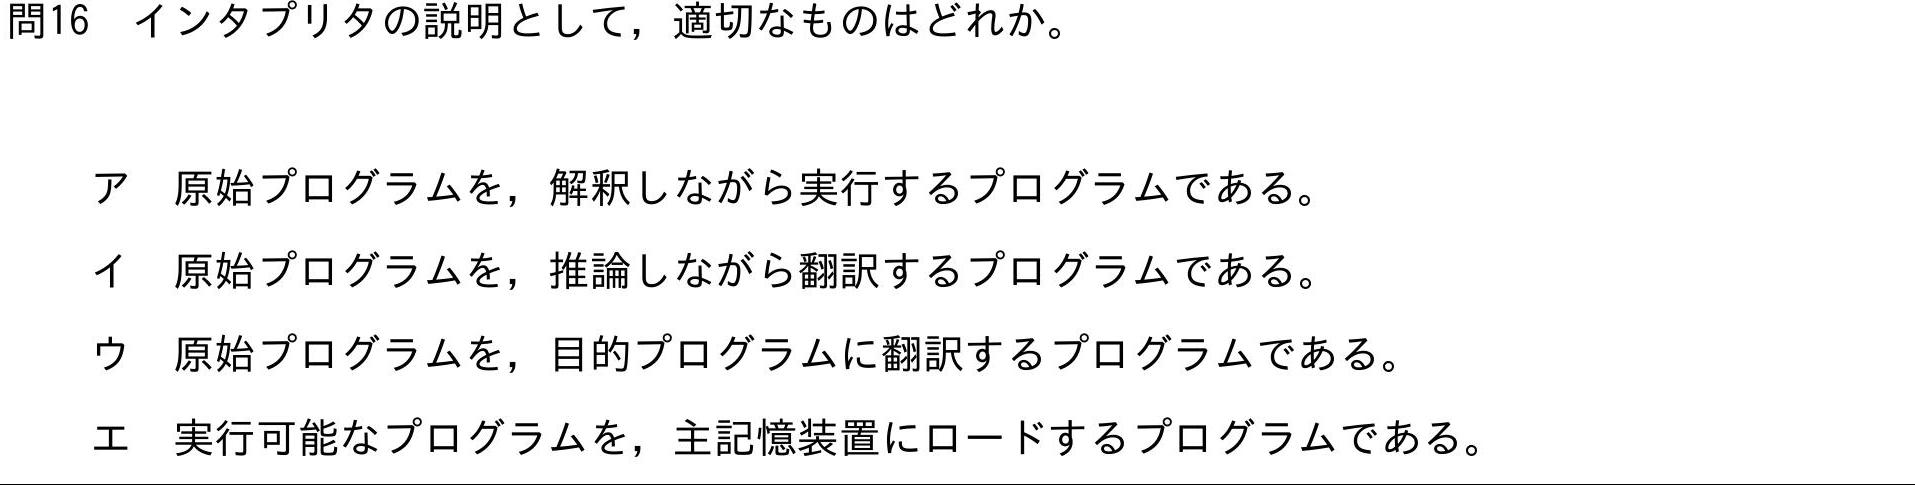 問16　インタプリタの説明として，適切なものはどれか。
ア　原始プログラムを，解釈しながら実行するプログラムである。
イ　原始プログラムを，推論しながら翻訳するプログラムである。
ウ　原始プログラムを，目的プログラムに翻訳するプログラムである。
エ　実行可能なプログラムを，主記憶装置にロードするプログラムである。